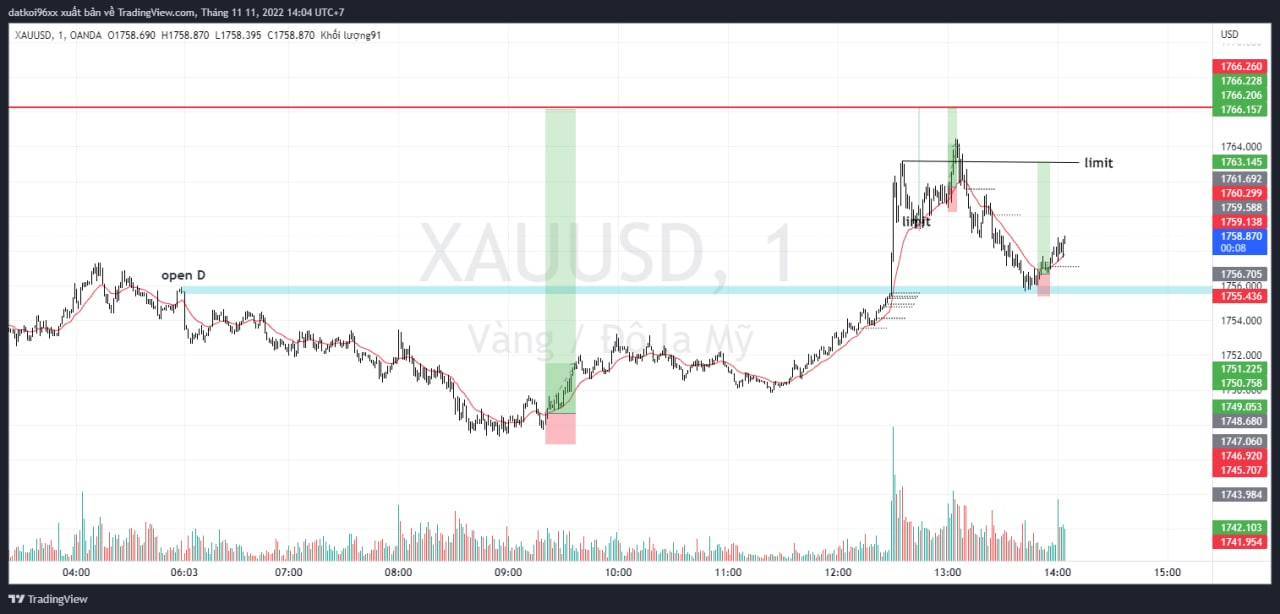 datkoi96xx xuất bản về TradingView.com, Tháng 11 11, 2022 14:04 UTC+7
XAUUSD, 1, OANDA O1758.690 H1758.870 L1758.395 C1758.870 Khối lượng91
USD
1766.260
1766.228
1766.206
1766.157
1764.000
1763.145
limit
1761.692
1760.299
1759.588
1759.138
limit
XAUUSD, 1
1758.870
00:08
open D
1756.705
1756.000
1755.436
1754.000
Vàng / Đô la Mỹ
1752.000
1751.225
1750.758
1749.053
1748.680
1747.060
1746.920
1745.707
1743.984
1742.103
1741.954
04:00 06:03 07:00 08:00 09:00 10:00 11:00 12:00 13:00 14:00 15:00
TradingView